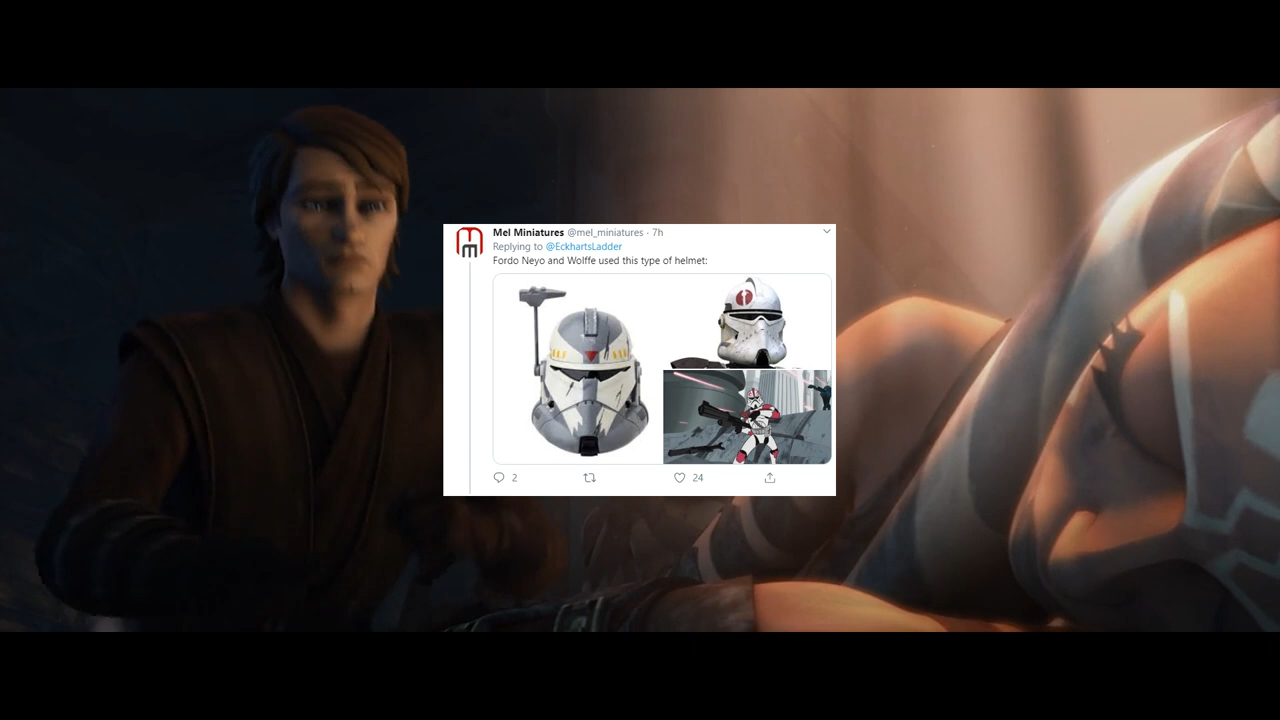 Mel Miniatures @mel_miniatures · 7h
Replying to @EckhartsLadder
Fordo Neyo and Wolffe used this type of helmet:
2
24